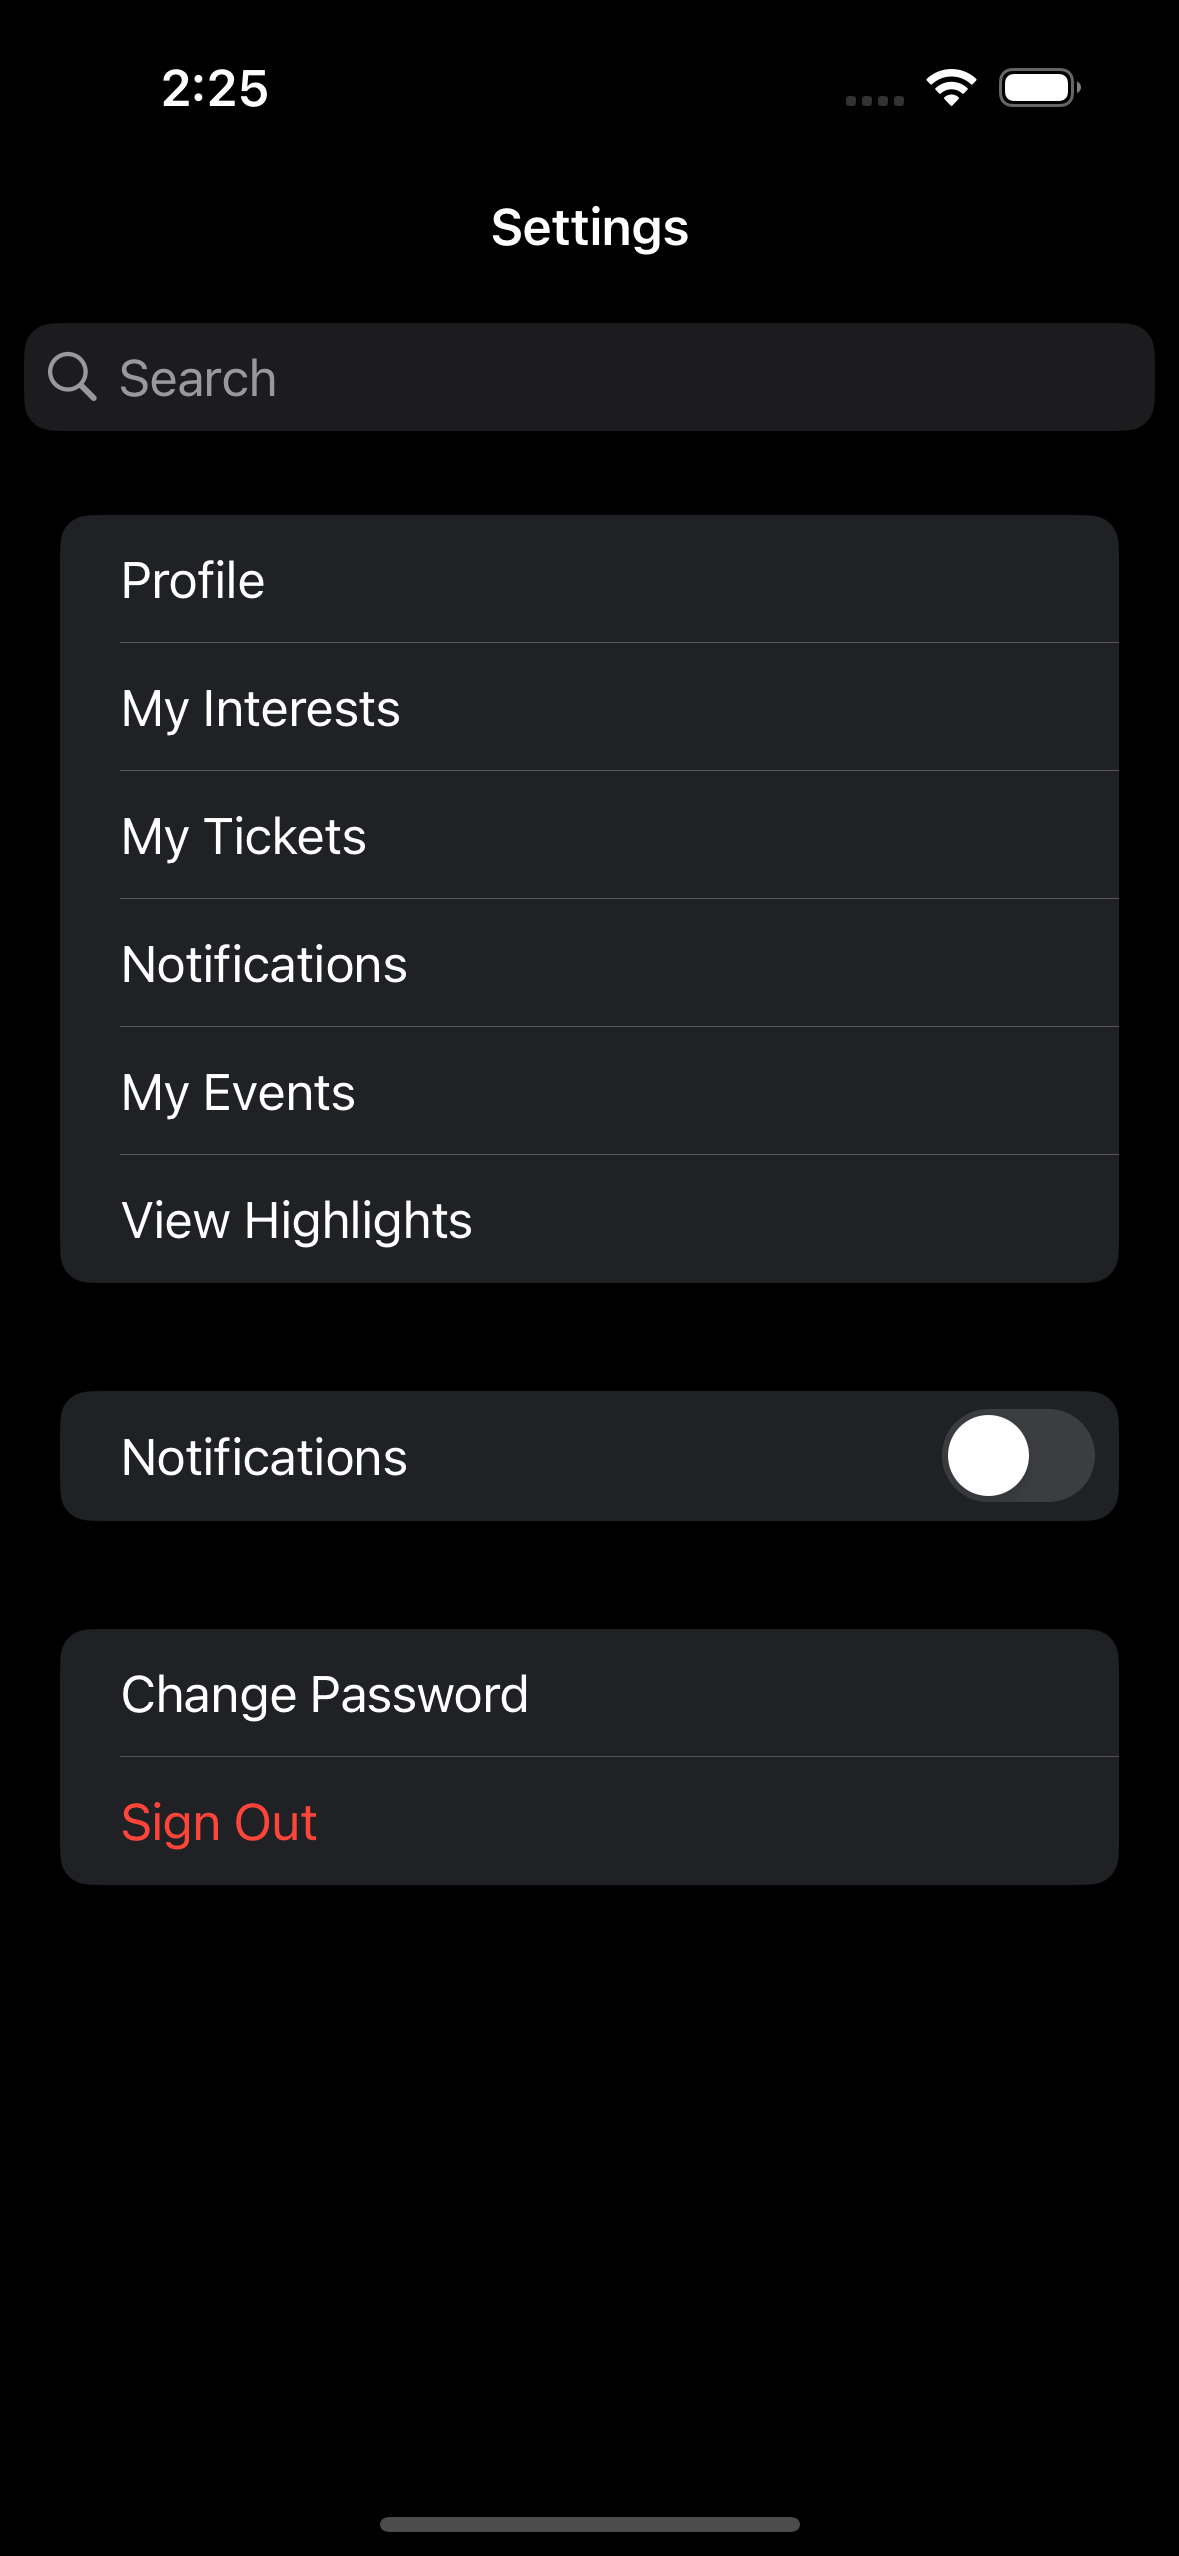 2:25
Settings
Search
Profile
My Interests
My Tickets
Notifications
My Events
View Highlights
Notifications
Change Password
Sign Out